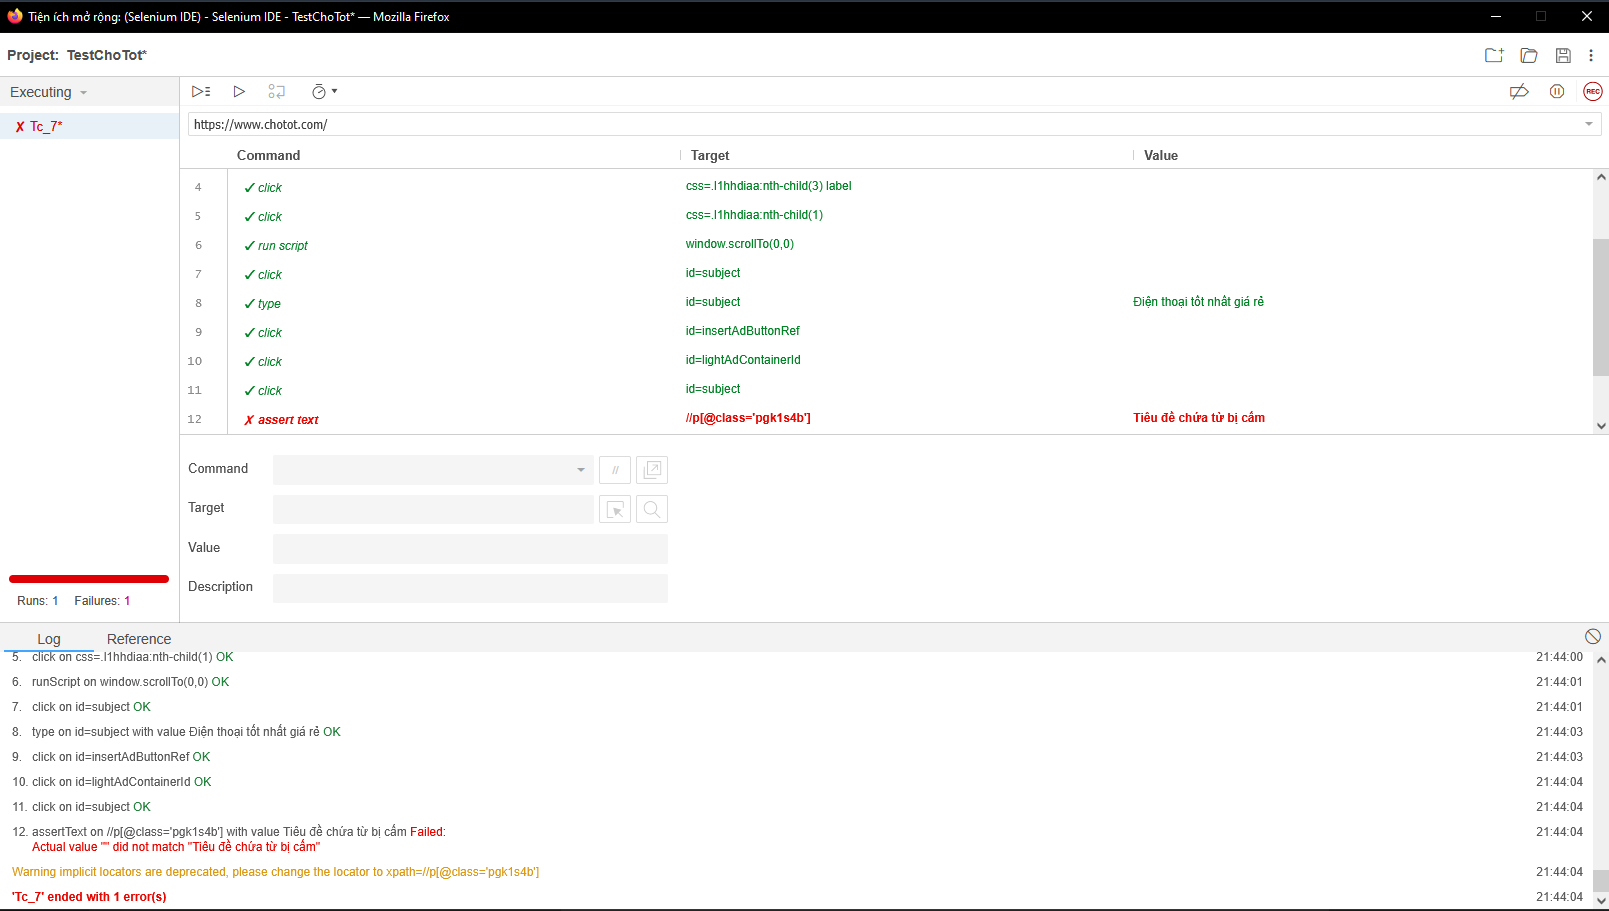 Tiện ích mở rộng: (Selenium IDE) - Selenium IDE - TestChoTot* — Mozilla Firefox
Project: TestChoTot*
Executing
✗ Tc_7*
https://www.chotot.com/
Command Target Value
4 ✓ click css=.l1hhdiaa:nth-child(3) label
5 ✓ click css=.l1hhdiaa:nth-child(1)
6 ✓ run script window.scrollTo(0,0)
7 ✓ click id=subject
8 ✓ type id=subject Điện thoại tốt nhất giá rẻ
9 ✓ click id=insertAdButtonRef
10 ✓ click id=lightAdContainerId
11 ✓ click id=subject
12 ✗ assert text //p[@class='pgk1s4b'] Tiêu đề chứa từ bị cấm
Command
//
Target
Value
Description
Runs: 1 Failures: 1
REC
Log Reference
5. click on css=.l1hhdiaa:nth-child(1) OK 21:44:00
6. runScript on window.scrollTo(0,0) OK 21:44:01
7. click on id=subject OK 21:44:01
8. type on id=subject with value Điện thoại tốt nhất giá rẻ OK 21:44:03
9. click on id=insertAdButtonRef OK 21:44:03
10. click on id=lightAdContainerId OK 21:44:04
11. click on id=subject OK 21:44:04
12. assertText on //p[@class='pgk1s4b'] with value Tiêu đề chứa từ bị cấm Failed: 21:44:04
Actual value "" did not match "Tiêu đề chứa từ bị cấm"
Warning implicit locators are deprecated, please change the locator to xpath=//p[@class='pgk1s4b'] 21:44:04
'Tc_7' ended with 1 error(s) 21:44:04